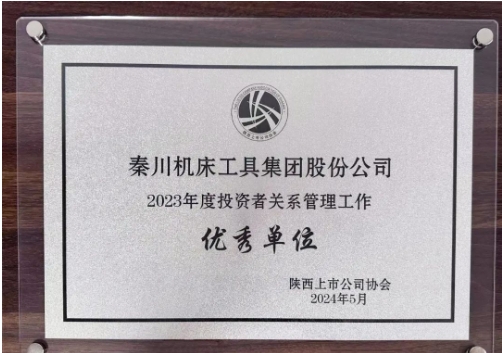 秦川机床工具集团股份公司
2023年度投资者关系管理工作
优秀单位
陕西上市公司协会
2024年5月